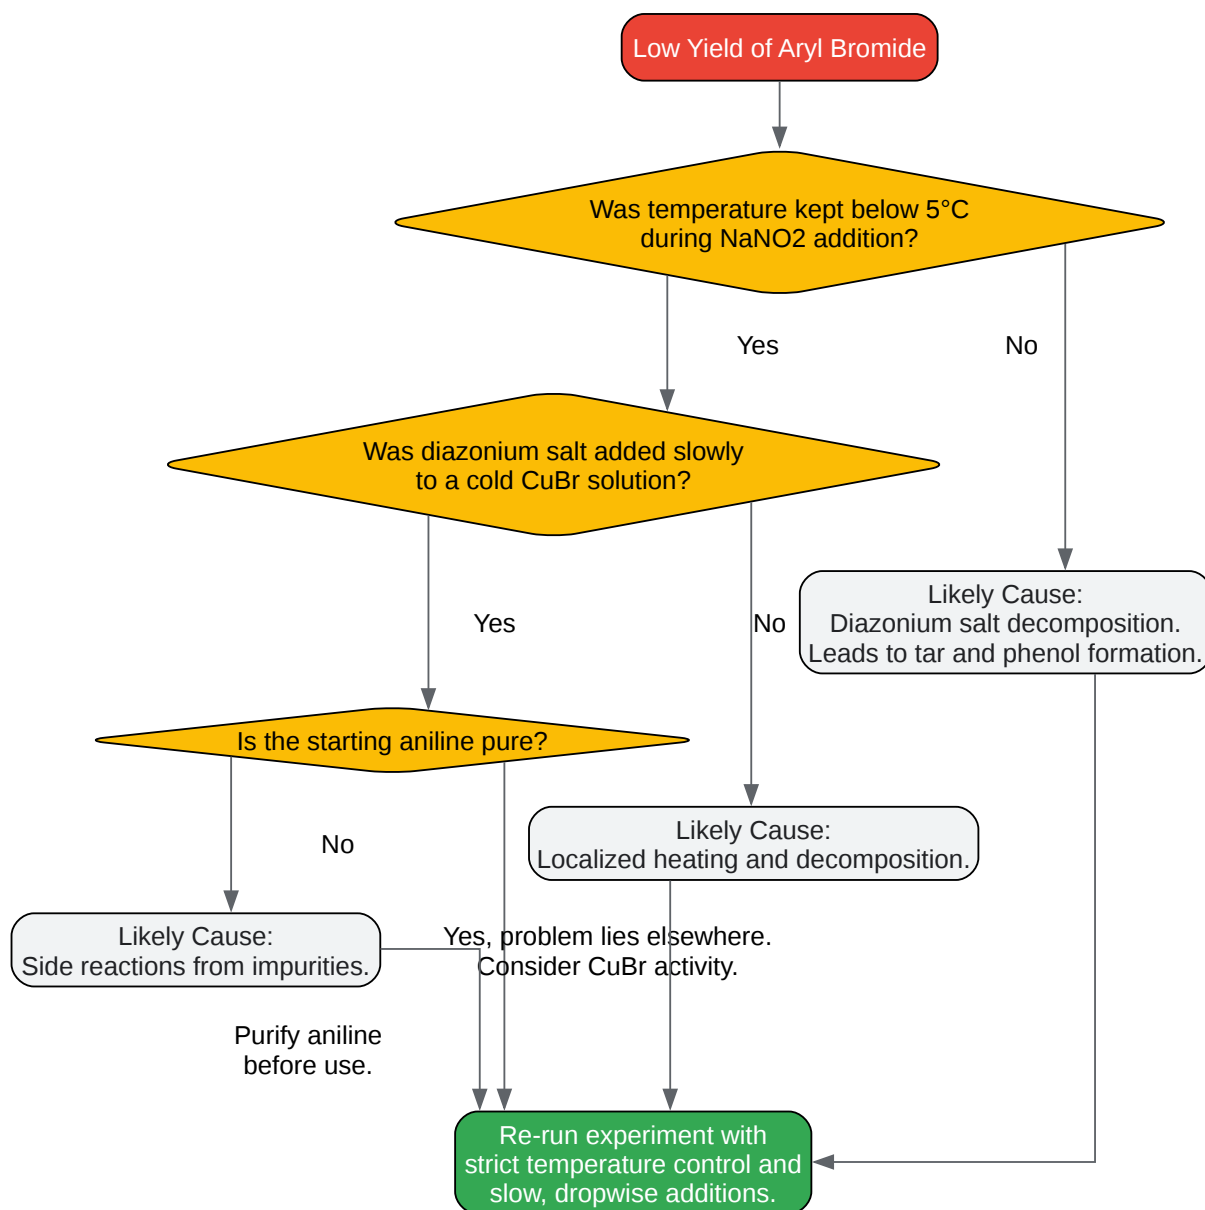 Low Yield of Aryl Bromide
Was temperature kept below 5°C
during NaNO2 addition?
Yes
No
Was diazonium salt added slowly
to a cold CuBr solution?
Likely Cause:
Diazonium salt decomposition.
Leads to tar and phenol formation.
Yes
No
Is the starting aniline pure?
Likely Cause:
Localized heating and decomposition.
No
Likely Cause:
Side reactions from impurities.
Yes, problem lies elsewhere.
Consider CuBr activity.
Purify aniline
before use.
Re-run experiment with
strict temperature control and
slow, dropwise additions.